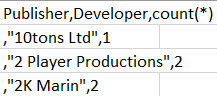 Publisher,Developer,count(*)
,"10tons Ltd",1
,"2 Player Productions",2
,"2K Marin",2